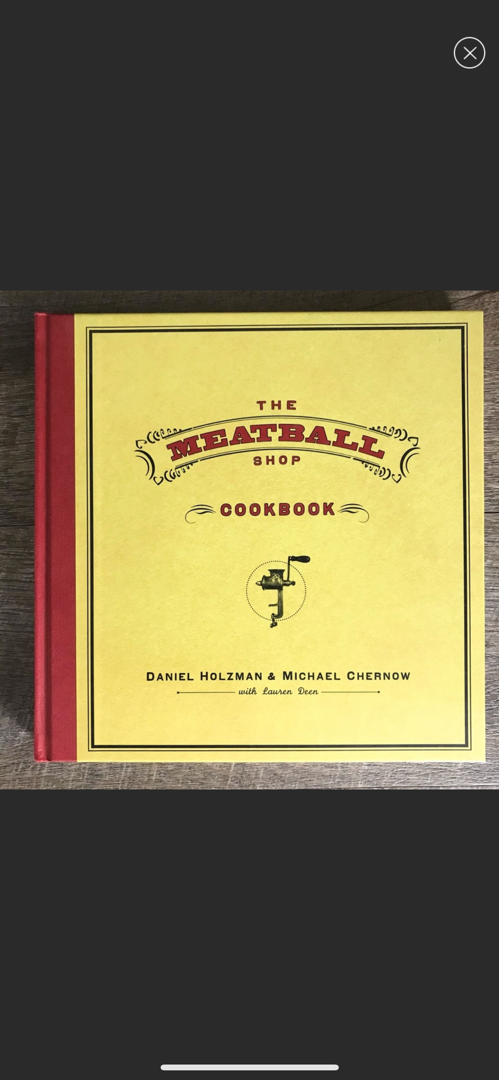 THE
MEATBALL
SHOP
COOKBOOK
DANIEL HOLZMAN & MICHAEL CHERNOW
with Lauren Deen